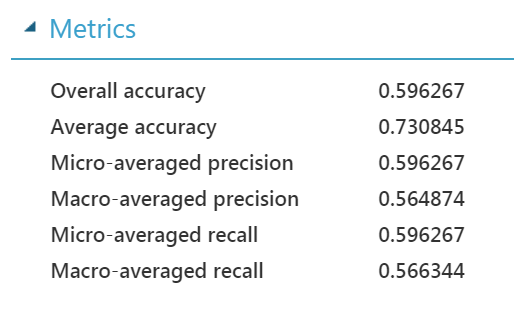 Metrics
Overall accuracy 0.596267
Average accuracy 0.730845
Micro-averaged precision 0.596267
Macro-averaged precision 0.564874
Micro-averaged recall 0.596267
Macro-averaged recall 0.566344